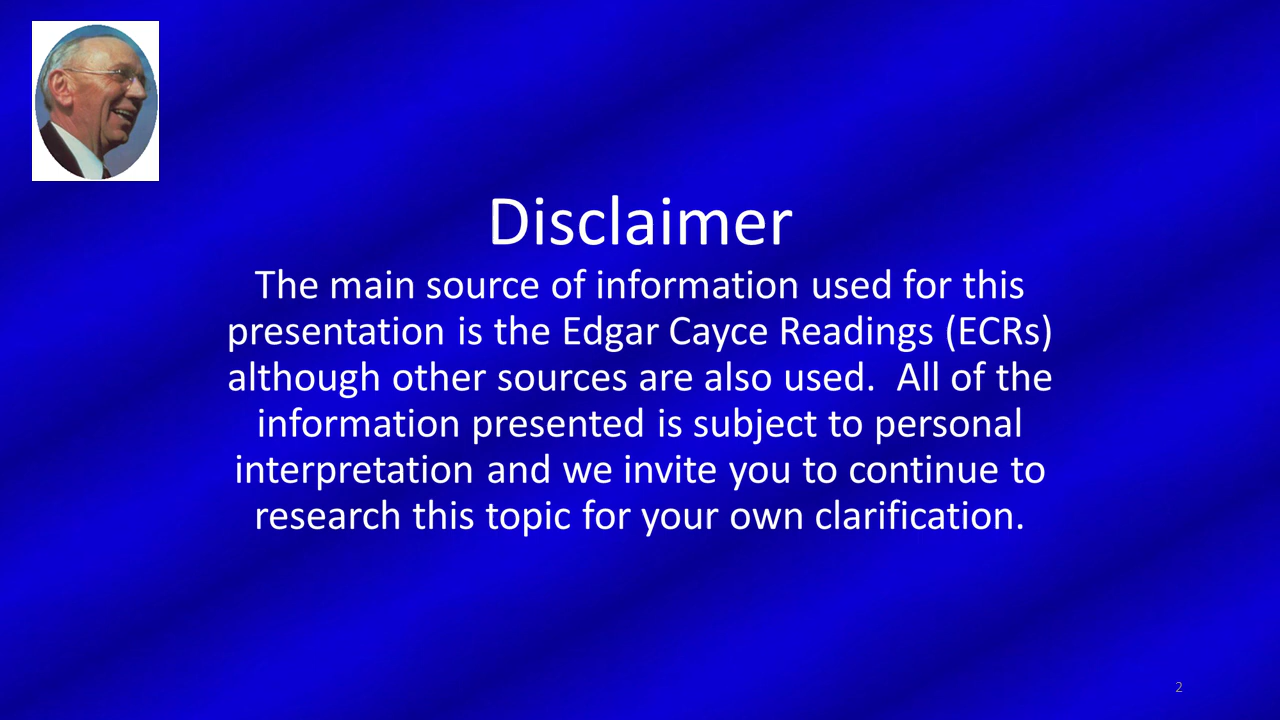 Disclaimer
The main source of information used for this
presentation is the Edgar Cayce Readings (ECRs)
although other sources are also used.  All of the
information presented is subject to personal
interpretation and we invite you to continue to
research this topic for your own clarification.
2